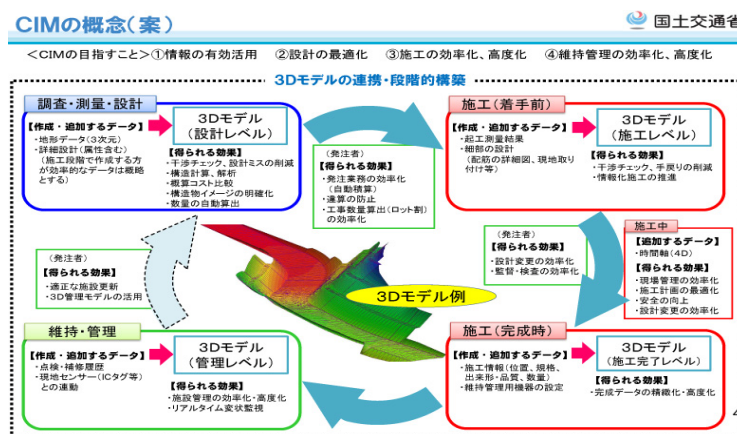 CIMの概念(案)
国土交通省
<CIMの目指すこと>①情報の有効活用 ②設計の最適化 ③施工の効率化、高度化 ④維持管理の効率化、高度化
3Dモデルの連携・段階的構築
調査・測量・設計
【作成・追加するデータ】
・地形データ(3次元)
・詳細設計(属性含む)
(施工段階で作成する方
が効率的なデータは概略
とする)
3Dモデル
(設計レベル)
【得られる効果】
・干渉チェック、設計ミスの削減
・構造計算、解析
・概算コスト比較
・構造物イメージの明確化
・数量の自動算出
(発注者)
【得られる効果】
・発注業務の効率化
(自動積算)
・違算の防止
・工事数量算出(ロット割)
の効率化
施工(着手前)
【作成・追加するデータ】
・起工測量結果
・細部の設計
(配筋の詳細図、現地取り
付け等)
3Dモデル
(施工レベル)
【得られる効果】
・干渉チェック、手戻りの削減
・情報化施工の推進
(発注者)
【得られる効果】
・設計変更の効率化
・監督・検査の効率化
施工中
【追加するデータ】
・時間軸(4D)
【得られる効果】
・現場管理の効率化
・施工計画の最適化
・安全の向上
・設計変更の効率化
(発注者)
【得られる効果】
・適正な施設更新
・3D管理モデルの活用
3Dモデル例
維持・管理
【作成・追加するデータ】
・点検・補修履歴
・現地センサー(ICタグ等)
との連動
3Dモデル
(管理レベル)
【得られる効果】
・施設管理の効率化・高度化
・リアルタイム変状監視
施工(完成時)
【作成・追加するデータ】
・施工情報(位置、規格、
出来形・品質、数量)
・維持管理用機器の設定
3Dモデル
(施工完了レベル)
【得られる効果】
・完成データの精緻化・高度化
4